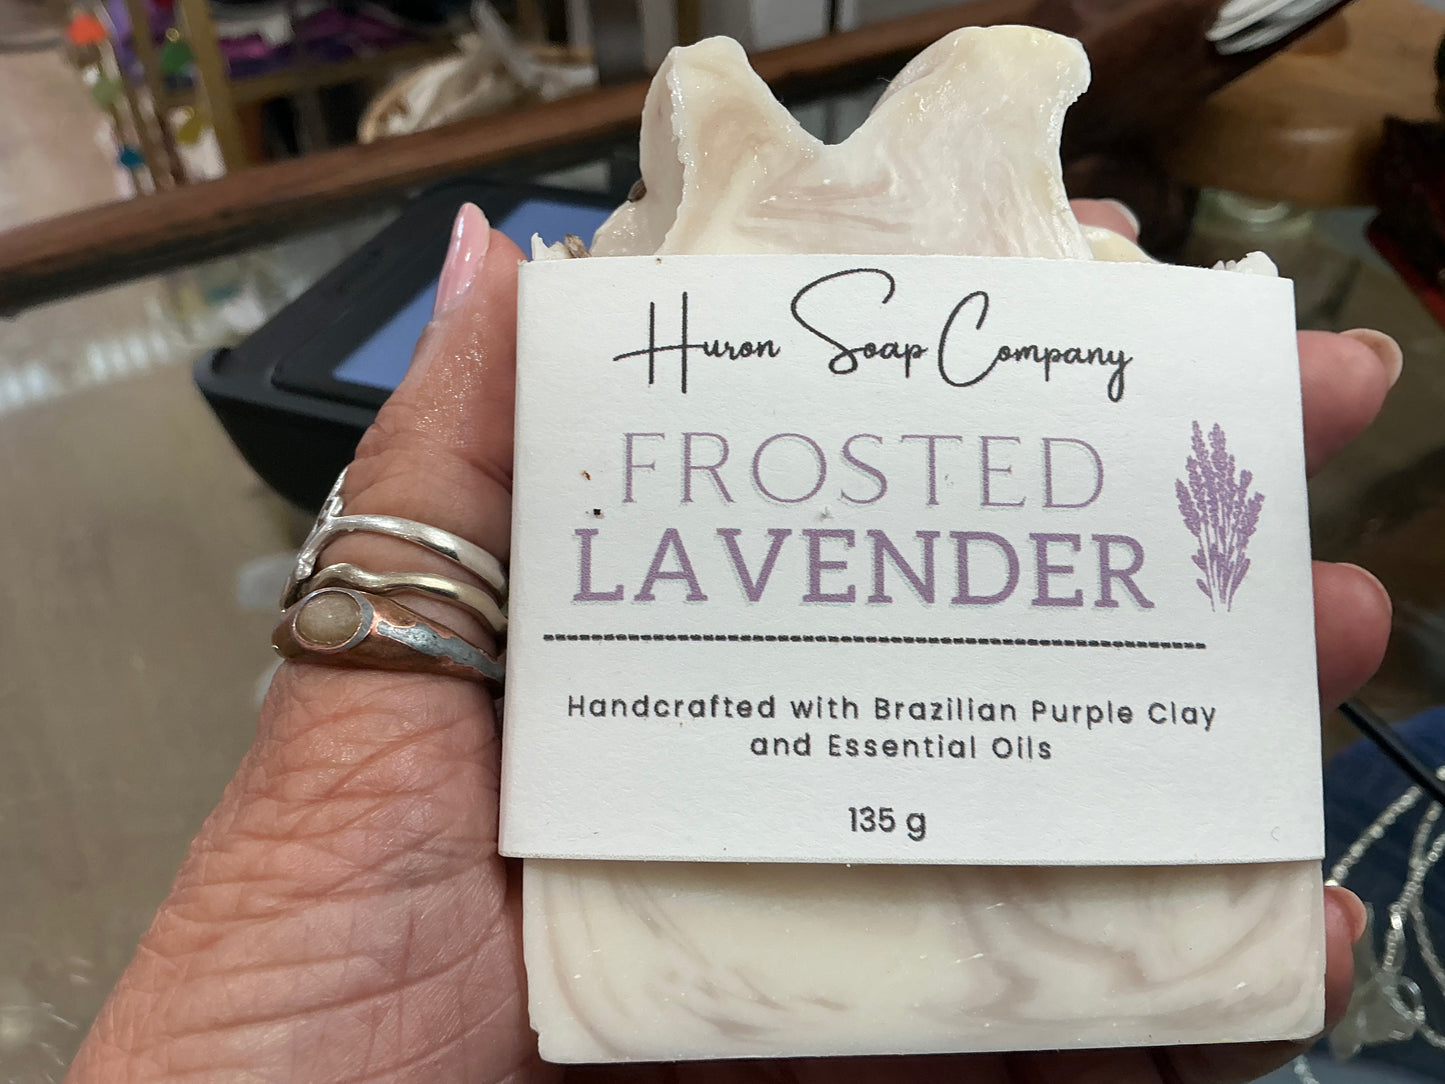 Huron Soap Company
FROSTED
LAVENDER
Handcrafted with Brazilian Purple Clay
and Essential Oils
135 g